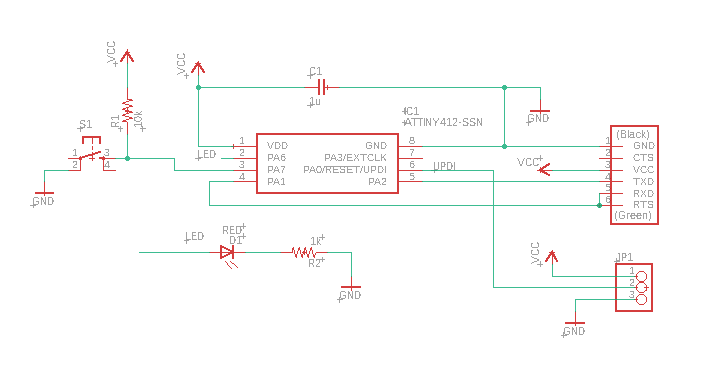 VCC
VCC
C1
1u
R1
10k
S1
1
2
3
4
GND
LED
1
2
3
4
VDD
PA6
PA7
PA1
GND
PA3/EXTCLK
PA0/RESET/UPDI
PA2
8
7
6
5
C1
ATTINY412-SSN
UPDI
GND
VCC
(Black)
1 GND
2 CTS
3 VCC
4 TXD
5 RXD
6 RTS
(Green)
LED
RED
D1
1k
R2
GND
VCC
JP1
1
2
3
GND